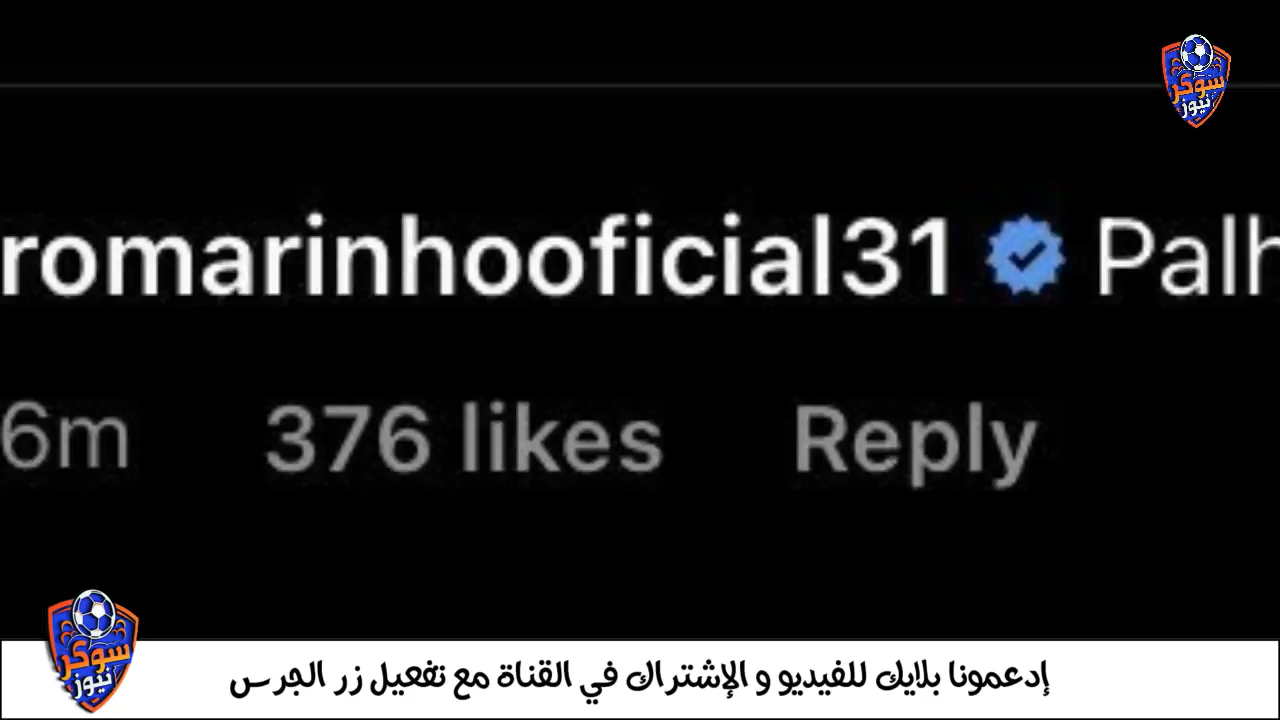 سوكر
نيوز
romarinhooficial31 Palh
6m 376 likes Reply
سوكر
نيوز
إدعمونا بلايك للفيديو و الإشتراك في القناة مع تفعيل زر الجرس